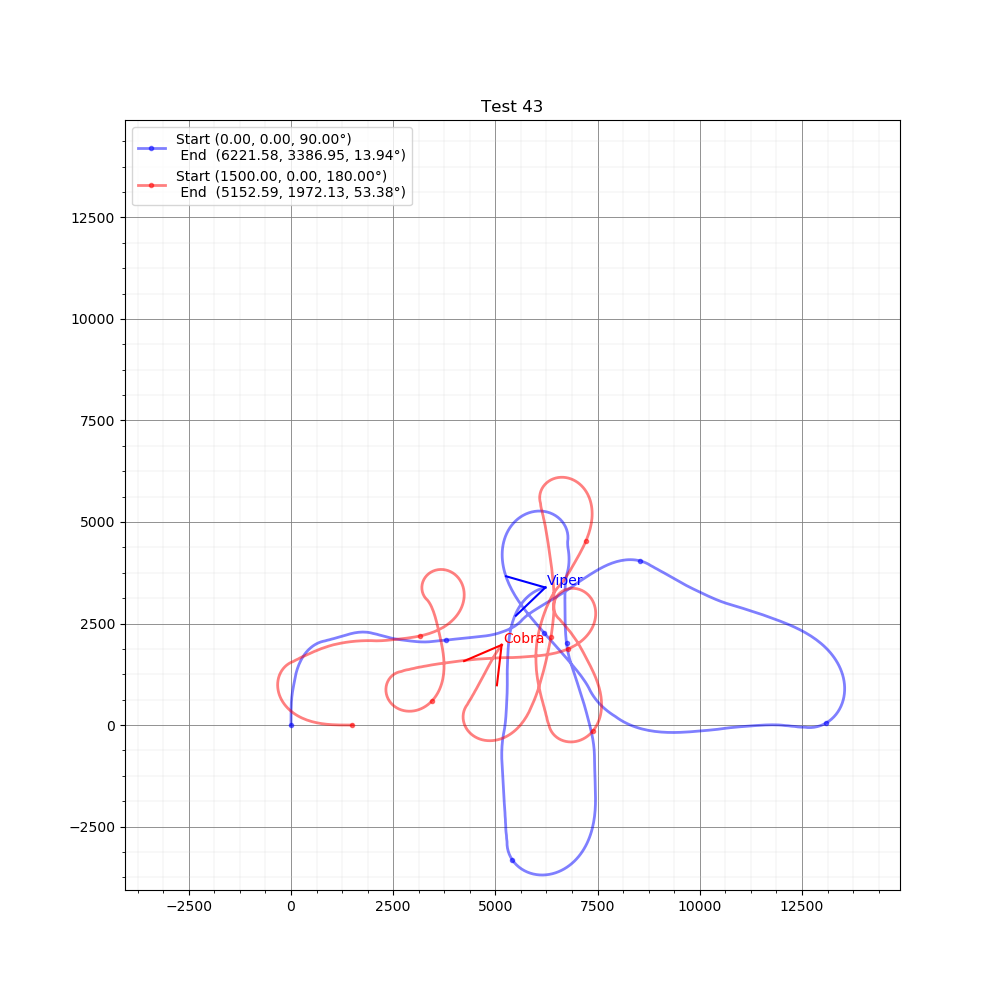 Test 43
Start (0.00, 0.00, 90.00°)
End  (6221.58, 3386.95, 13.94°)
Start (1500.00, 0.00, 180.00°)
End  (5152.59, 1972.13, 53.38°)
12500
10000
7500
5000
2500
0
−2500
Viper
Cobra
−2500 0 2500 5000 7500 10000 12500